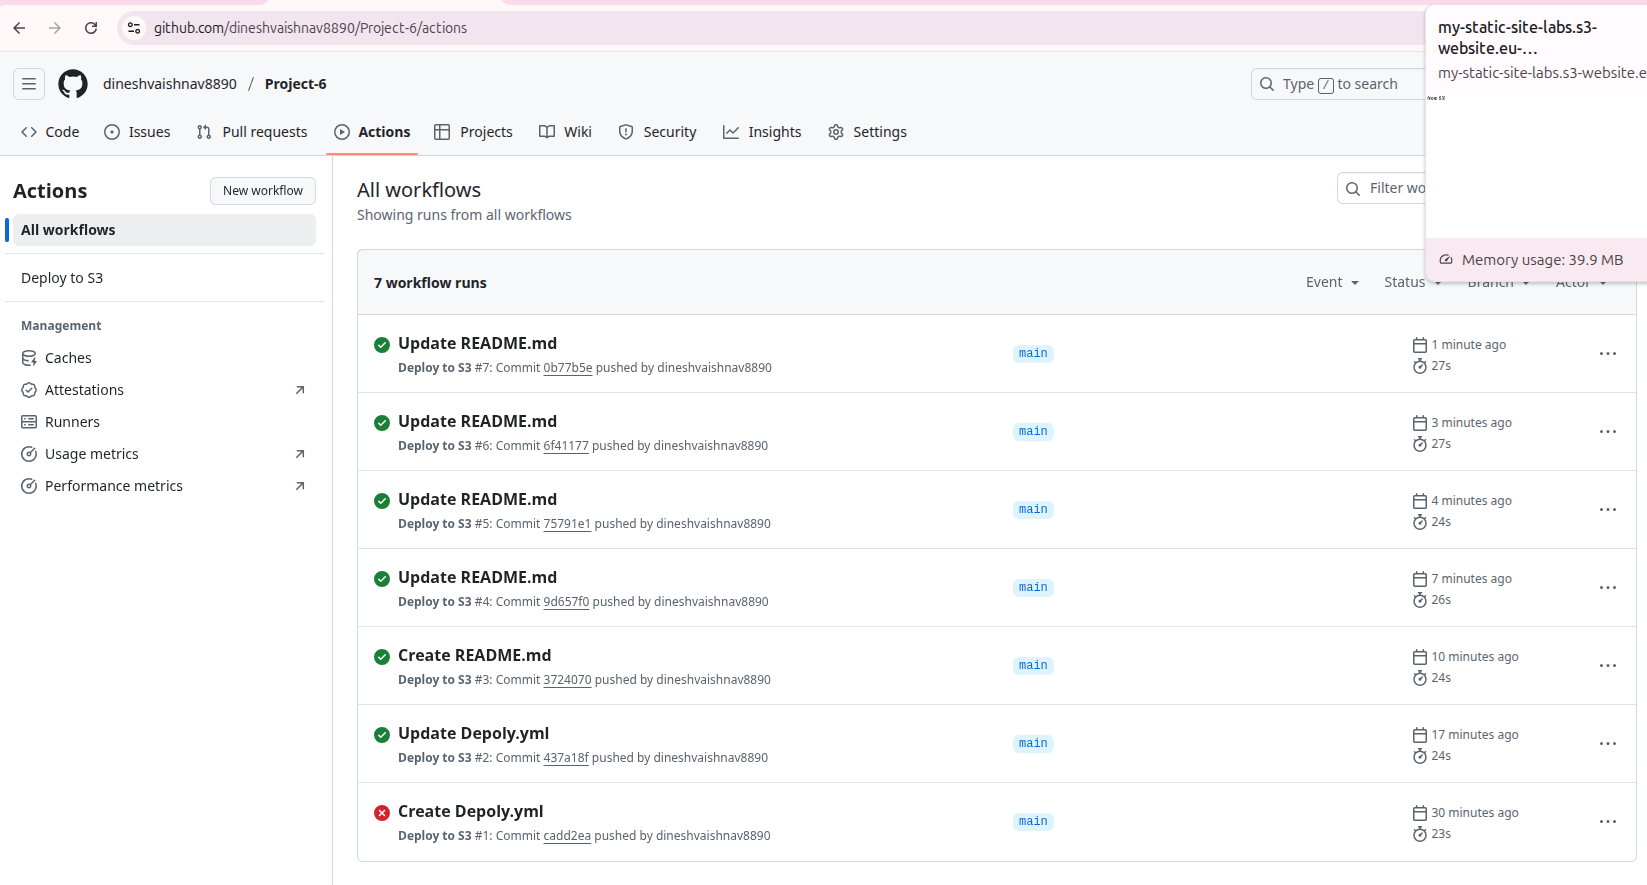 github.com/dineshvaishnav8890/Project-6/actions
my-static-site-labs.s3-
website.eu-...
my-static-site-labs.s3-website.e
from S3!
Memory usage: 39.9 MB
dineshvaishnav8890 / Project-6
Type / to search
Code Issues Pull requests Actions Projects Wiki Security Insights Settings
Actions
New workflow
All workflows
Deploy to S3
Management
Caches
Attestations
Runners
Usage metrics
Performance metrics
All workflows
Showing runs from all workflows
Filter wo
7 workflow runs
Event Status Branch Actor
Update README.md
Deploy to S3 #7: Commit 0b77b5e pushed by dineshvaishnav8890
main
1 minute ago
27s
Update README.md
Deploy to S3 #6: Commit 6f41177 pushed by dineshvaishnav8890
main
3 minutes ago
27s
Update README.md
Deploy to S3 #5: Commit 75791e1 pushed by dineshvaishnav8890
main
4 minutes ago
24s
Update README.md
Deploy to S3 #4: Commit 9d657f0 pushed by dineshvaishnav8890
main
7 minutes ago
26s
Create README.md
Deploy to S3 #3: Commit 3724070 pushed by dineshvaishnav8890
main
10 minutes ago
24s
Update Depoly.yml
Deploy to S3 #2: Commit 437a18f pushed by dineshvaishnav8890
main
17 minutes ago
24s
Create Depoly.yml
Deploy to S3 #1: Commit cadd2ea pushed by dineshvaishnav8890
main
30 minutes ago
23s